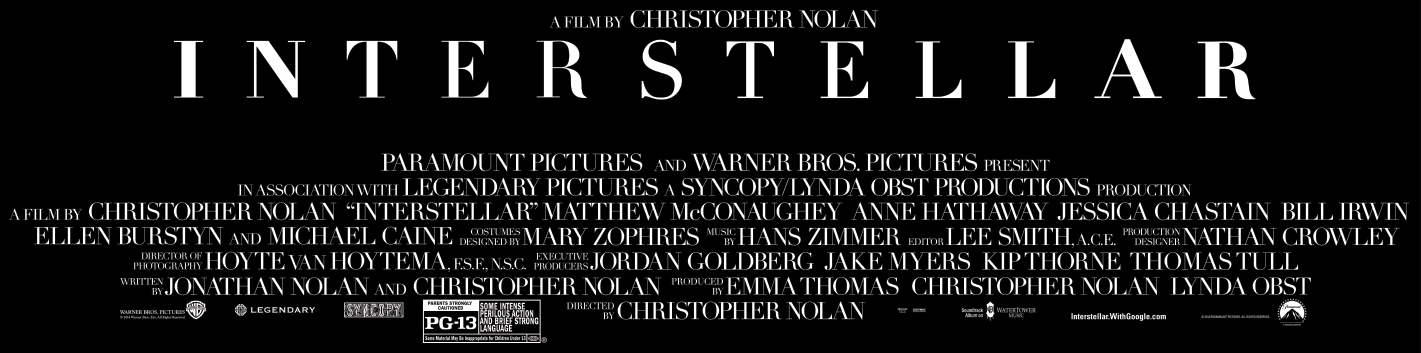 A FILM BY CHRISTOPHER NOLAN
INTERSTELLAR
PARAMOUNT PICTURES AND WARNER BROS. PICTURES PRESENT
IN ASSOCIATION WITH LEGENDARY PICTURES A SYNCOPY/LYNDA OBST PRODUCTIONS PRODUCTION
A FILM BY CHRISTOPHER NOLAN “INTERSTELLAR” MATTHEW McCONAUGHEY ANNE HATHAWAY JESSICA CHASTAIN BILL IRWIN
ELLEN BURSTYN AND MICHAEL CAINE COSTUMES DESIGNED BY MARY ZOPHRES MUSIC BY HANS ZIMMER EDITOR LEE SMITH, A.C.E. PRODUCTION DESIGNER NATHAN CROWLEY
DIRECTOR OF PHOTOGRAPHY HOYTE VAN HOYTEMA, F.S.F., N.S.C. EXECUTIVE PRODUCERS JORDAN GOLDBERG JAKE MYERS KIP THORNE THOMAS TULL
WRITTEN BY JONATHAN NOLAN AND CHRISTOPHER NOLAN PRODUCED BY EMMA THOMAS CHRISTOPHER NOLAN LYNDA OBST
WARNER BROS. PICTURES
WB
LEGENDARY
SYNCOPY
PARENTS STRONGLY CAUTIONED
PG-13
SOME INTENSE
PERILOUS ACTION
AND BRIEF STRONG
LANGUAGE
Some Material May Be Inappropriate for Children Under 13
DIRECTED BY CHRISTOPHER NOLAN
Soundtrack
Album on
WATERTOWER
MUSIC
Interstellar.WithGoogle.com
Paramount